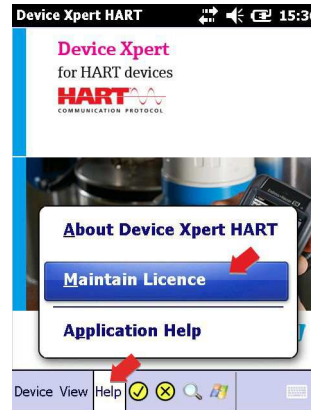 Device Xpert HART 15:36
Device Xpert
for HART devices
HART
COMMUNICATION PROTOCOL
About Device Xpert HART
Maintain Licence
Application Help
Device View Help